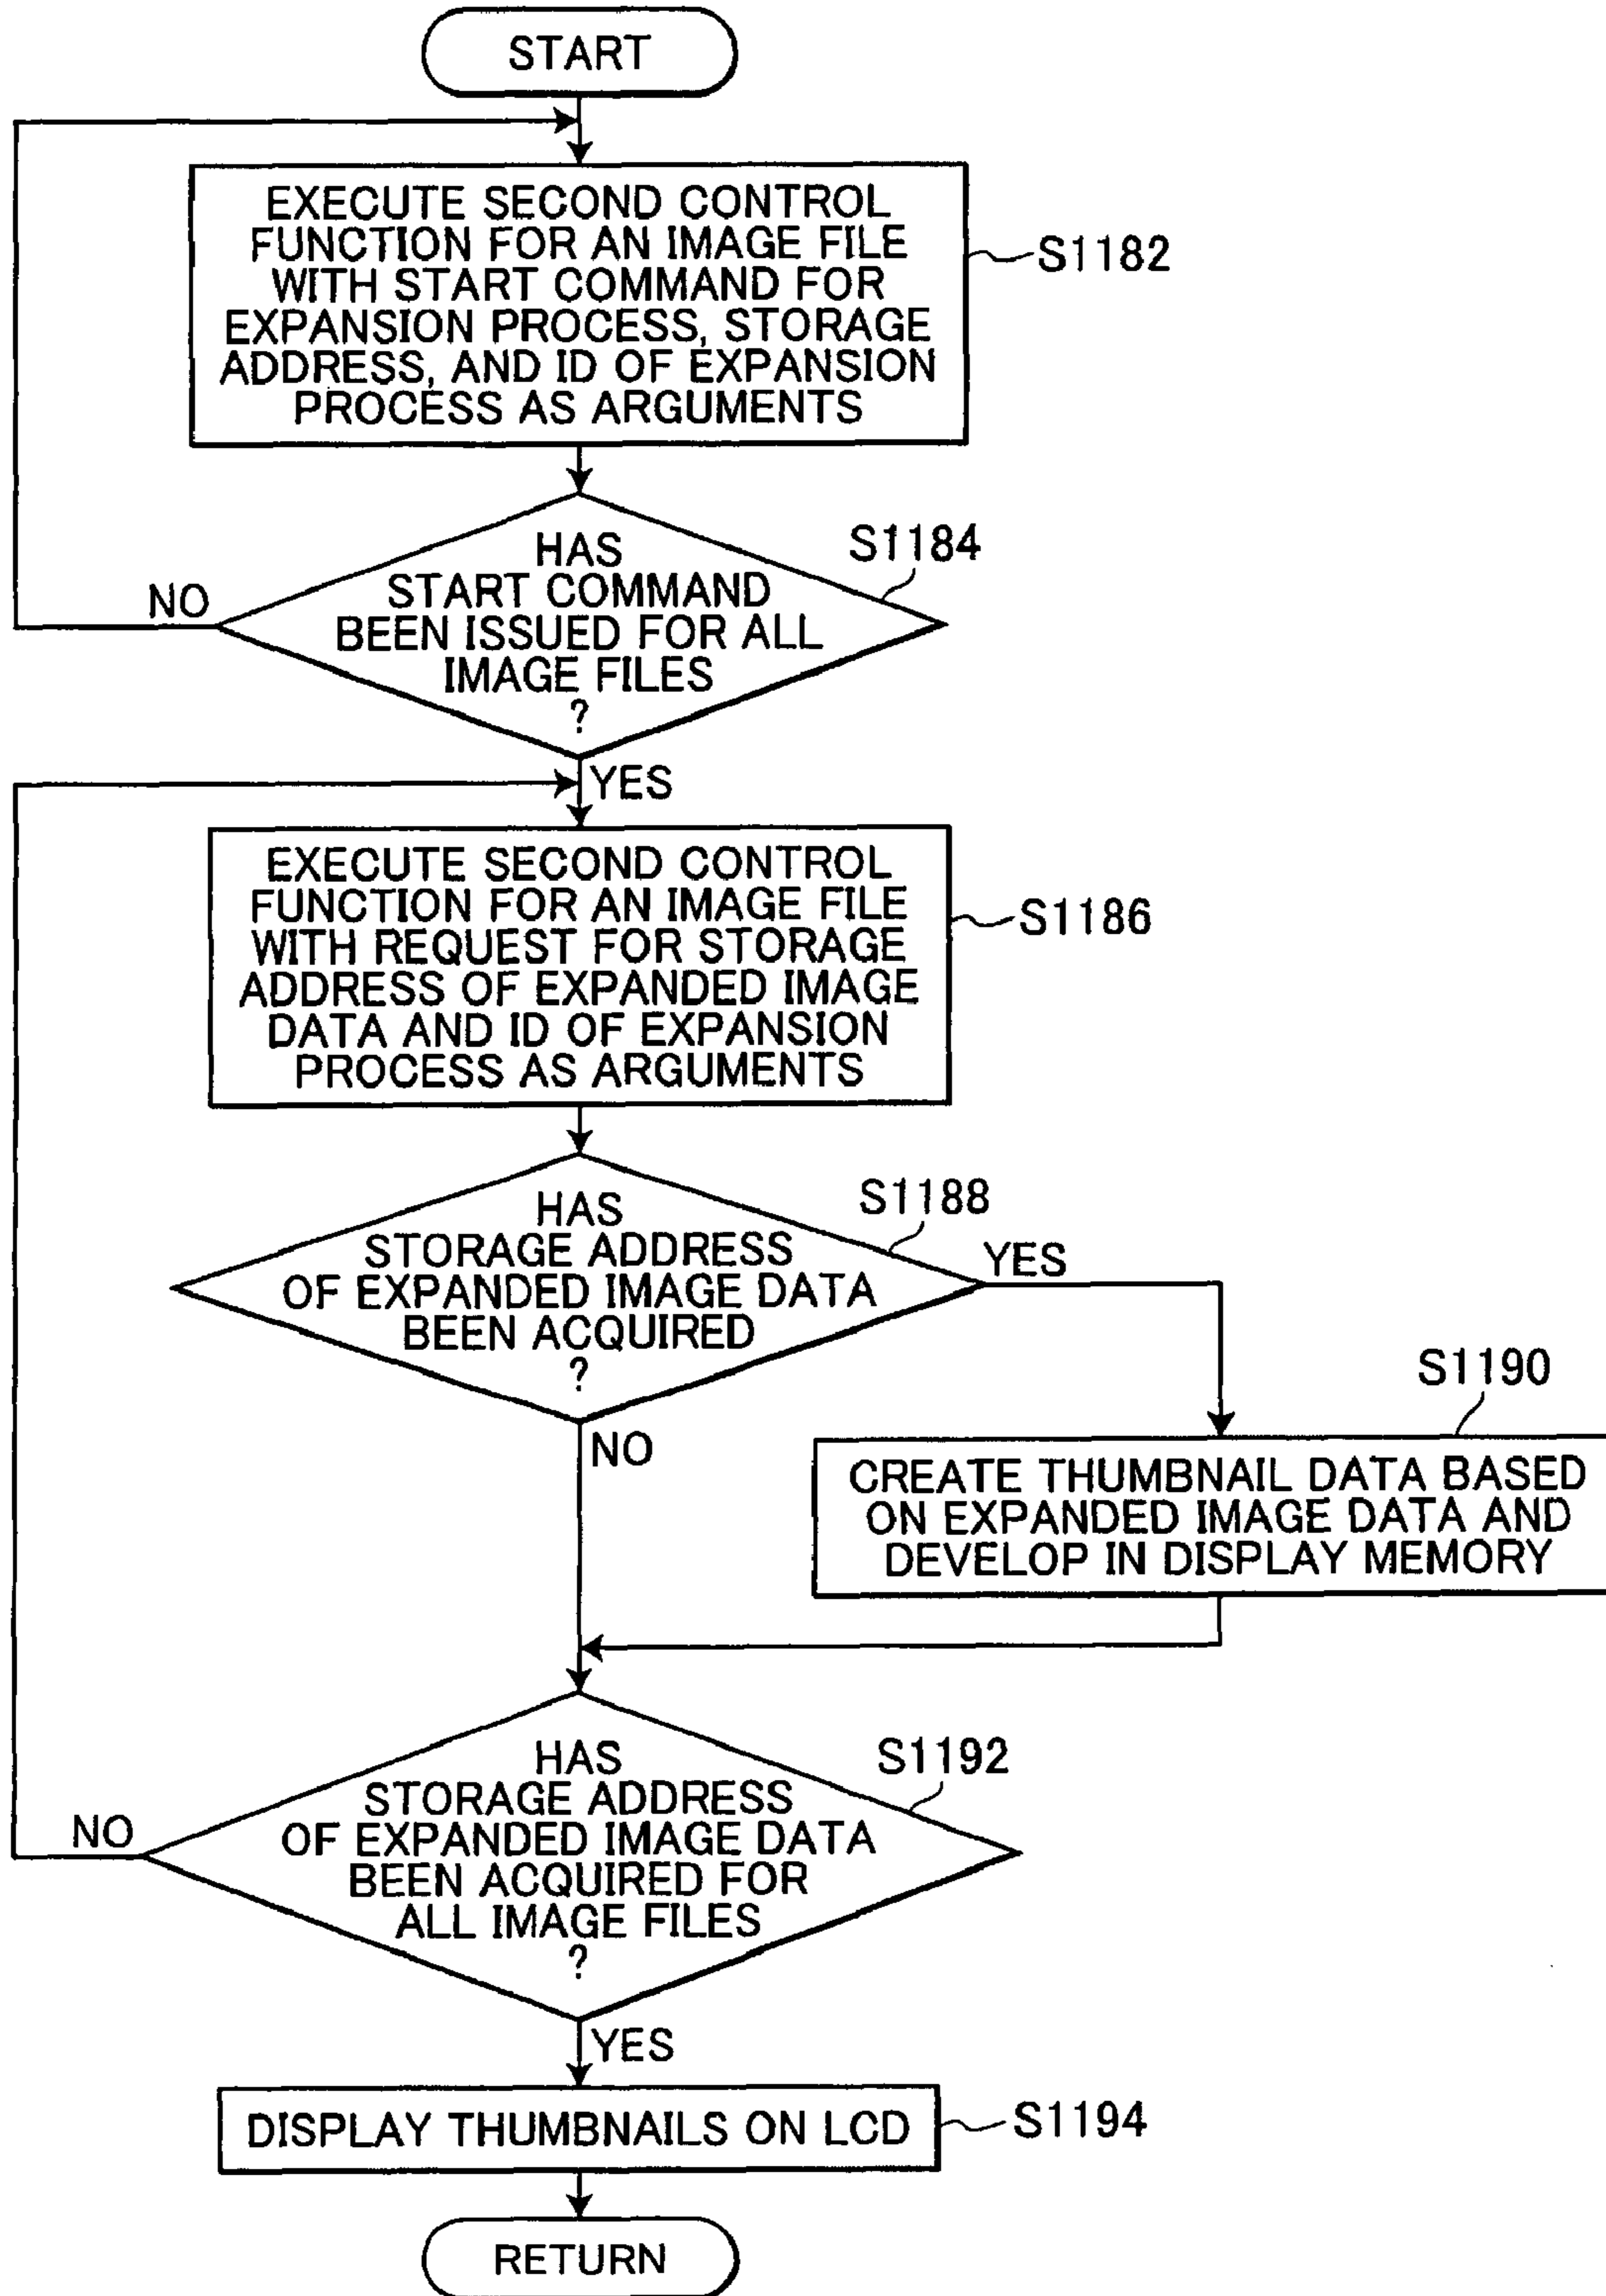 START
EXECUTE SECOND CONTROL
FUNCTION FOR AN IMAGE FILE
WITH START COMMAND FOR
EXPANSION PROCESS, STORAGE
ADDRESS, AND ID OF EXPANSION
PROCESS AS ARGUMENTS
S1182
HAS
START COMMAND
BEEN ISSUED FOR ALL
IMAGE FILES
?
S1184
NO
YES
EXECUTE SECOND CONTROL
FUNCTION FOR AN IMAGE FILE
WITH REQUEST FOR STORAGE
ADDRESS OF EXPANDED IMAGE
DATA AND ID OF EXPANSION
PROCESS AS ARGUMENTS
S1186
HAS
STORAGE ADDRESS
OF EXPANDED IMAGE DATA
BEEN ACQUIRED
?
S1188
YES
NO
S1190
CREATE THUMBNAIL DATA BASED
ON EXPANDED IMAGE DATA AND
DEVELOP IN DISPLAY MEMORY
HAS
STORAGE ADDRESS
OF EXPANDED IMAGE DATA
BEEN ACQUIRED FOR
ALL IMAGE FILES
?
S1192
NO
YES
DISPLAY THUMBNAILS ON LCD
S1194
RETURN